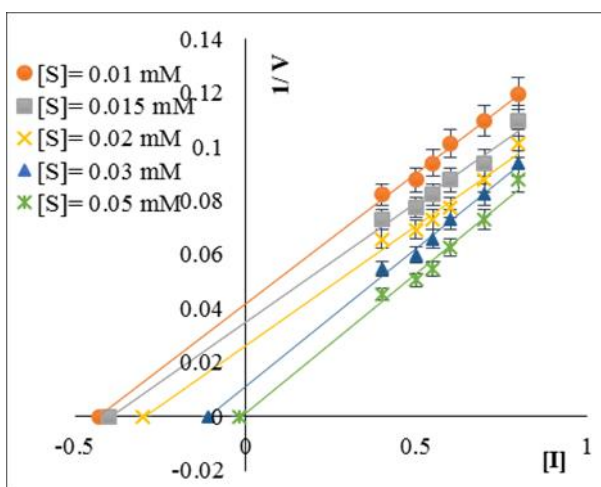 0.14
1/ V
[S]= 0.01 mM
0.12
[S]= 0.015 mM
0.1
[S]= 0.02 mM
0.08
[S]= 0.03 mM
0.06
[S]= 0.05 mM
0.04
0.02
0
-0.5
0
0.5
1
[I]
-0.02